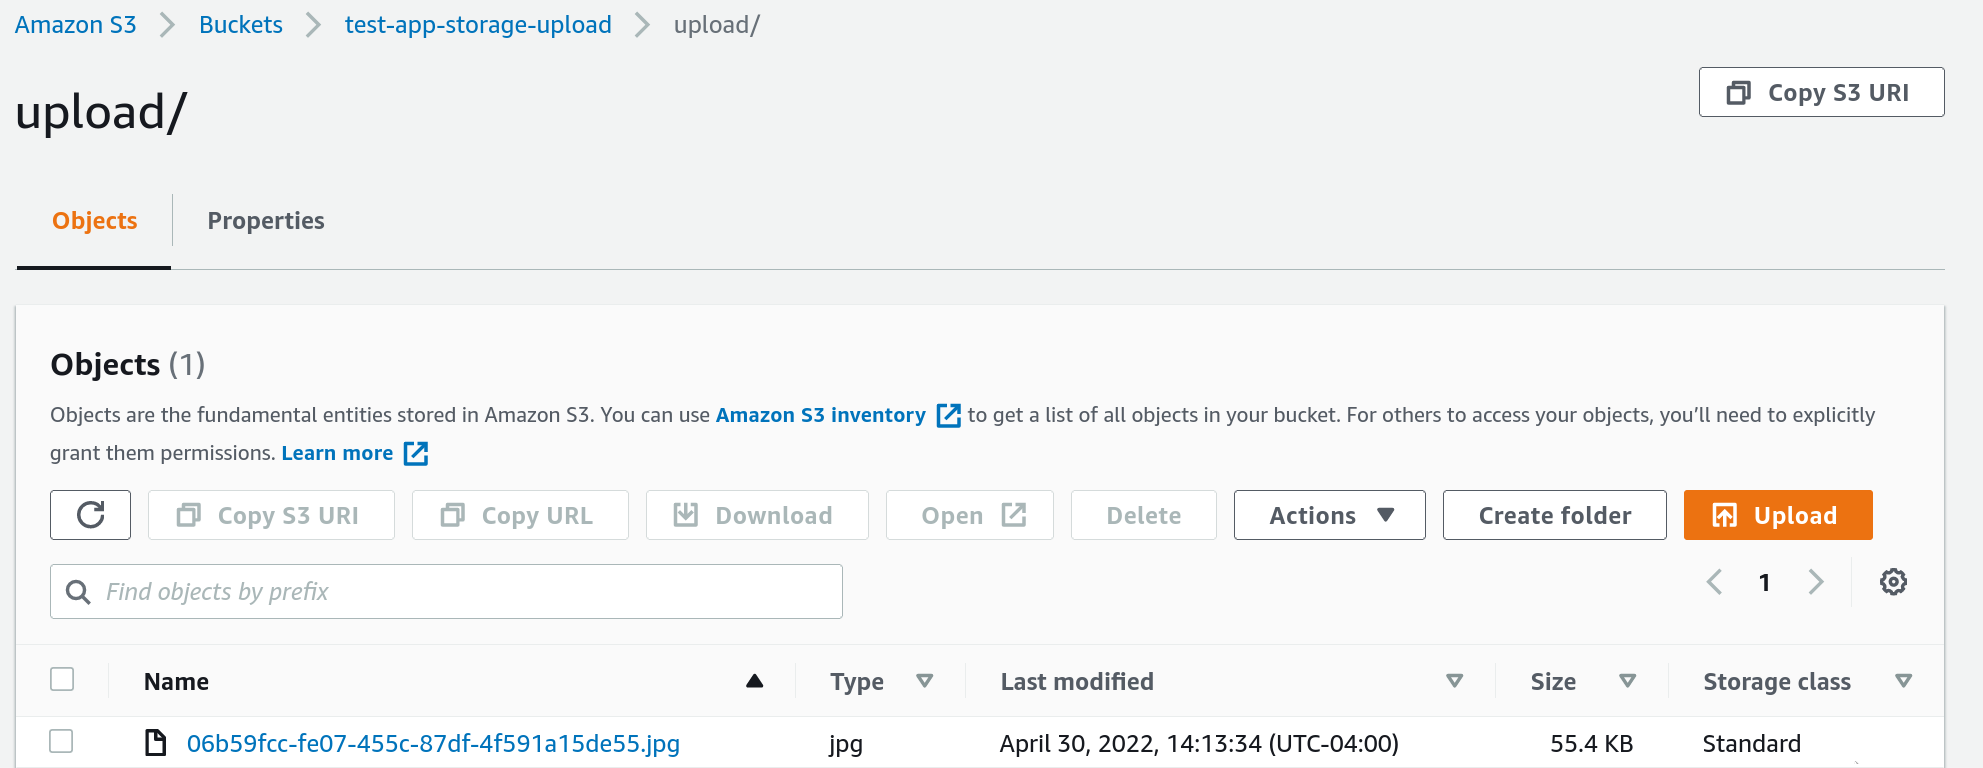 Amazon S3 > Buckets > test-app-storage-upload > upload/
Copy S3 URI
upload/
Objects Properties
Objects (1)
Objects are the fundamental entities stored in Amazon S3. You can use Amazon S3 inventory to get a list of all objects in your bucket. For others to access your objects, you’ll need to explicitly
grant them permissions. Learn more
Copy S3 URI Copy URL Download Open Delete Actions Create folder Upload
Find objects by prefix
1
Name Type Last modified Size Storage class
06b59fcc-fe07-455c-87df-4f591a15de55.jpg jpg April 30, 2022, 14:13:34 (UTC-04:00) 55.4 KB Standard